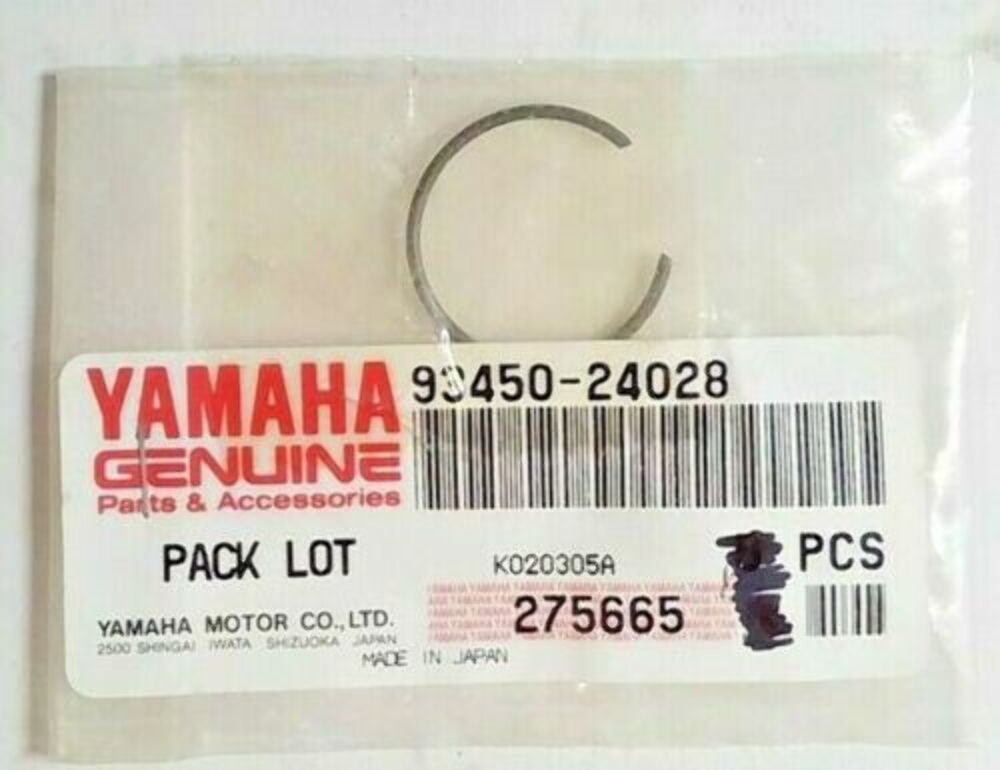 YAMAHA 93450-24028
GENUINE
Parts & Accessories
PACK LOT K020305A PCS
275665
YAMAHA MOTOR CO., LTD.
2500 SHINGAI IWATA SHIZUOKA JAPAN
MADE IN JAPAN